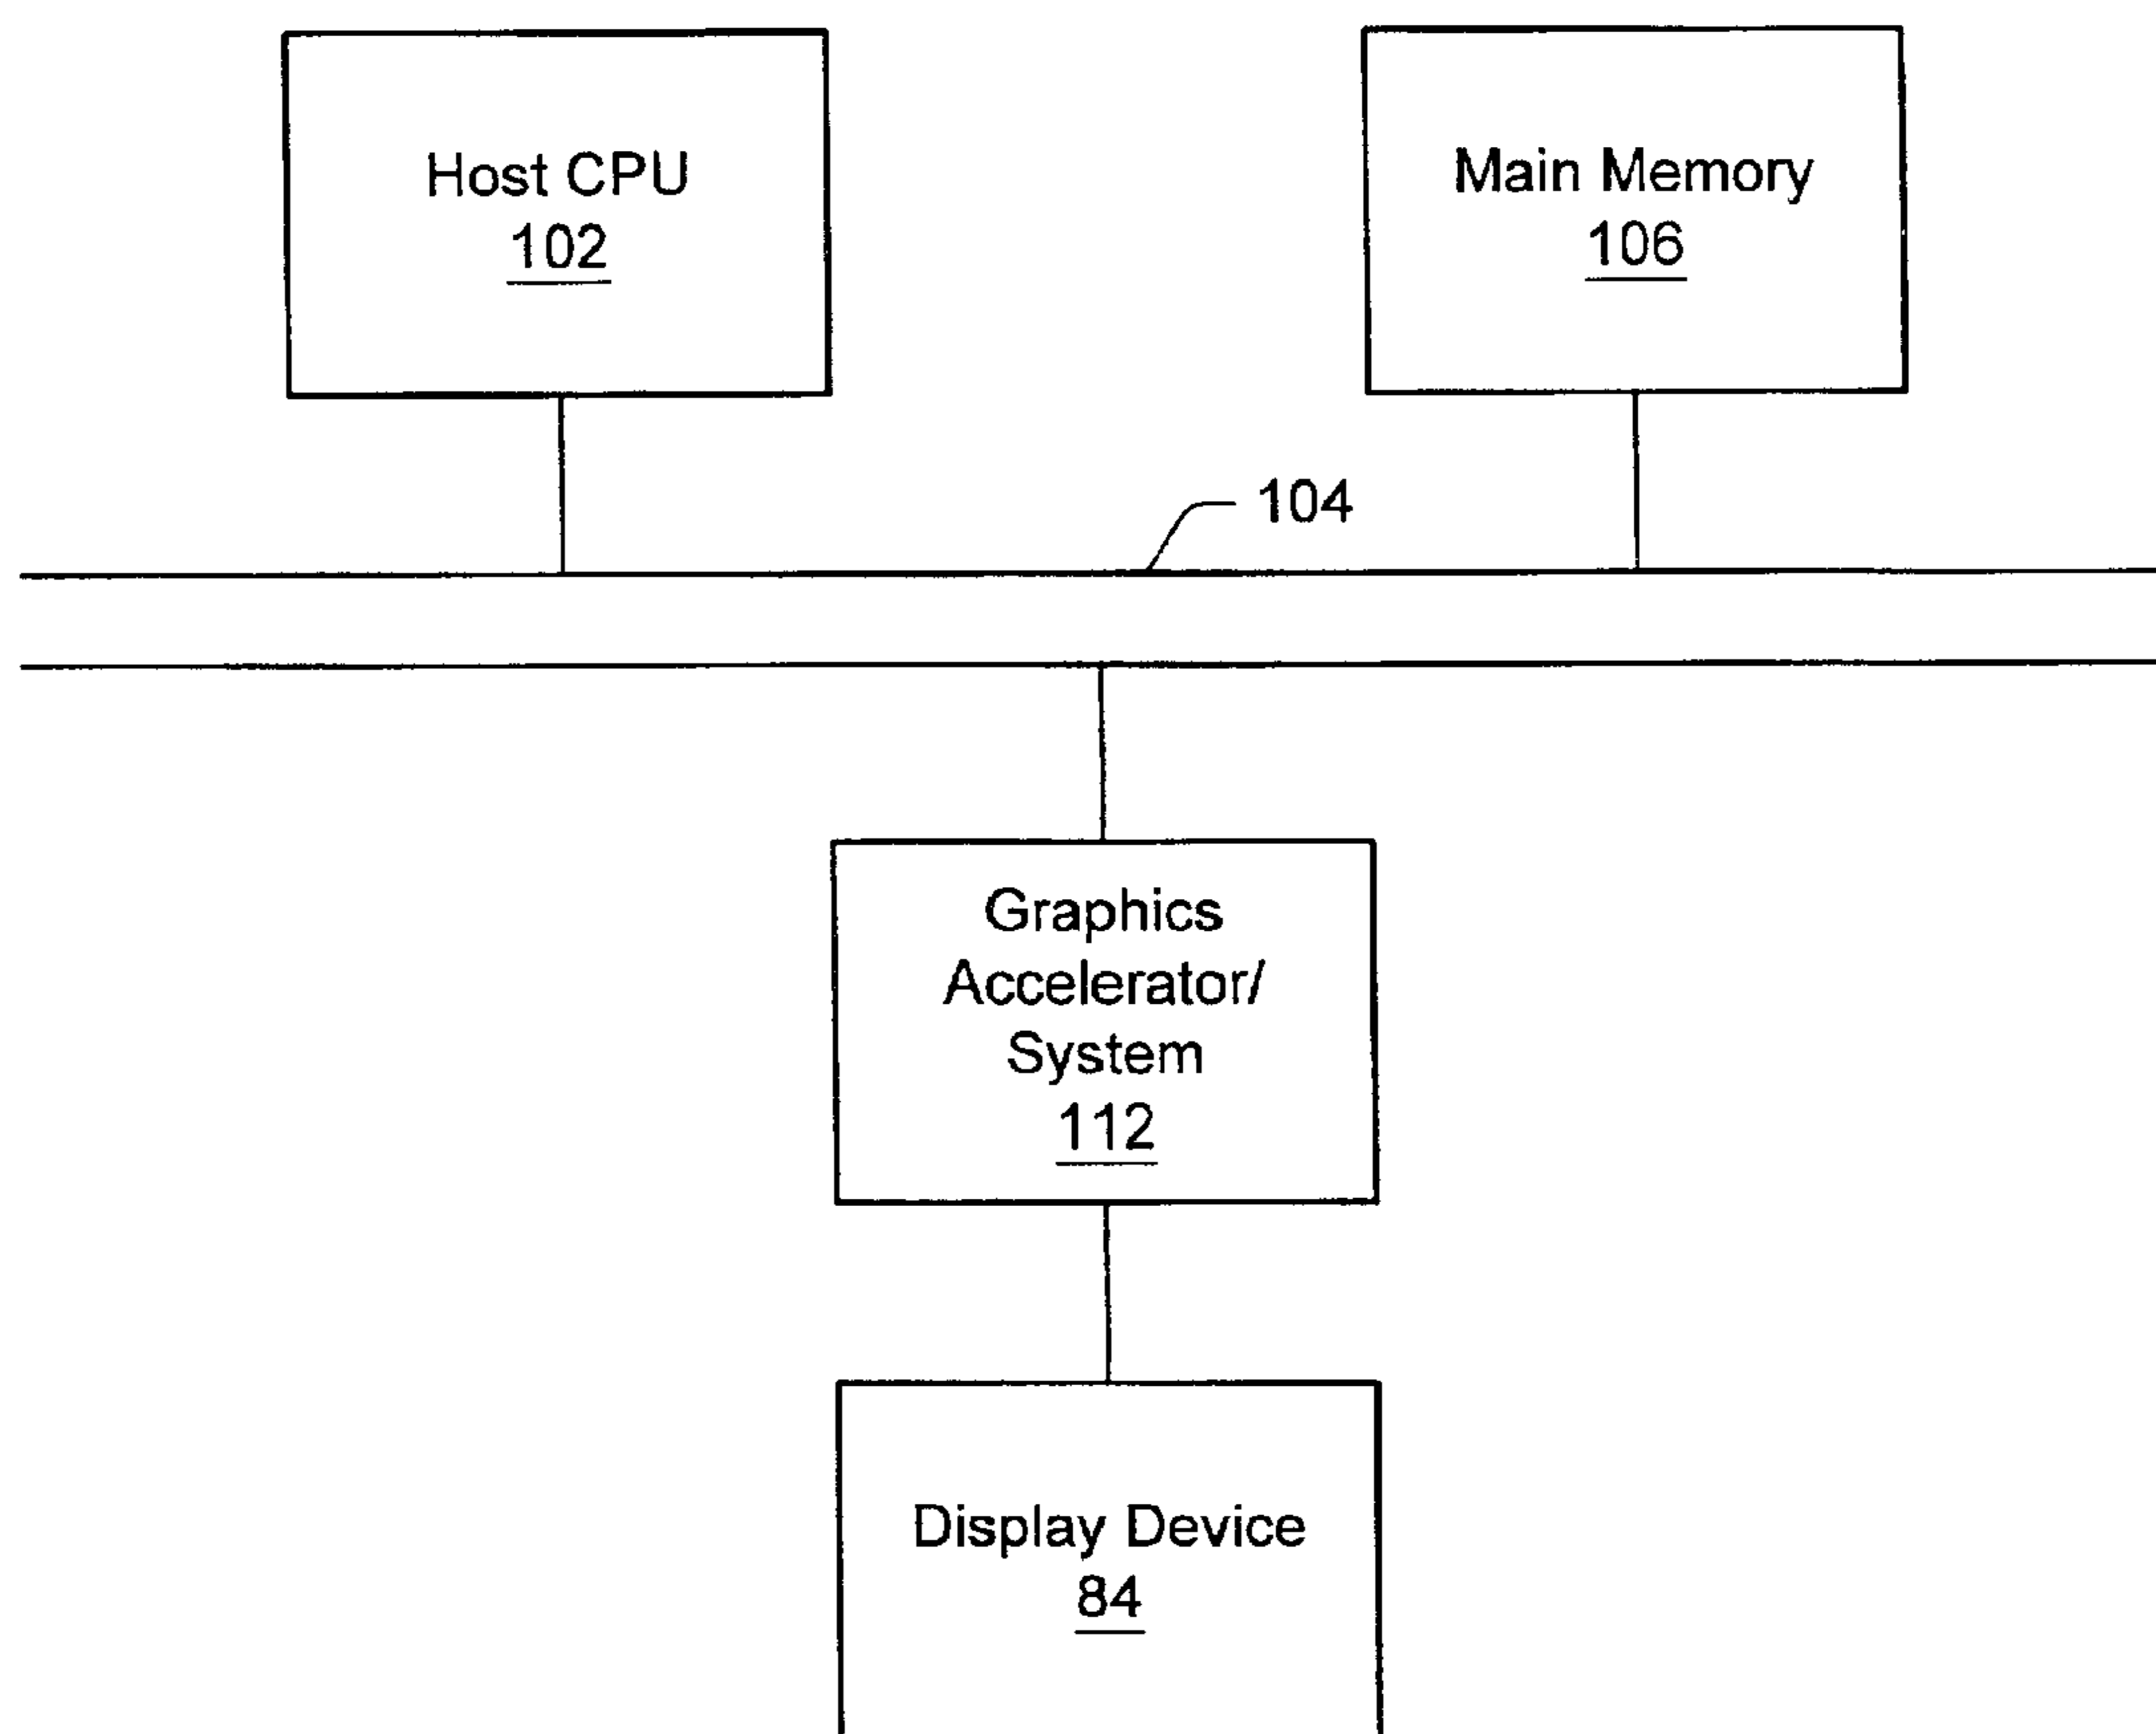 Host CPU
102
Main Memory
106
104
Graphics
Accelerator/
System
112
Display Device
84